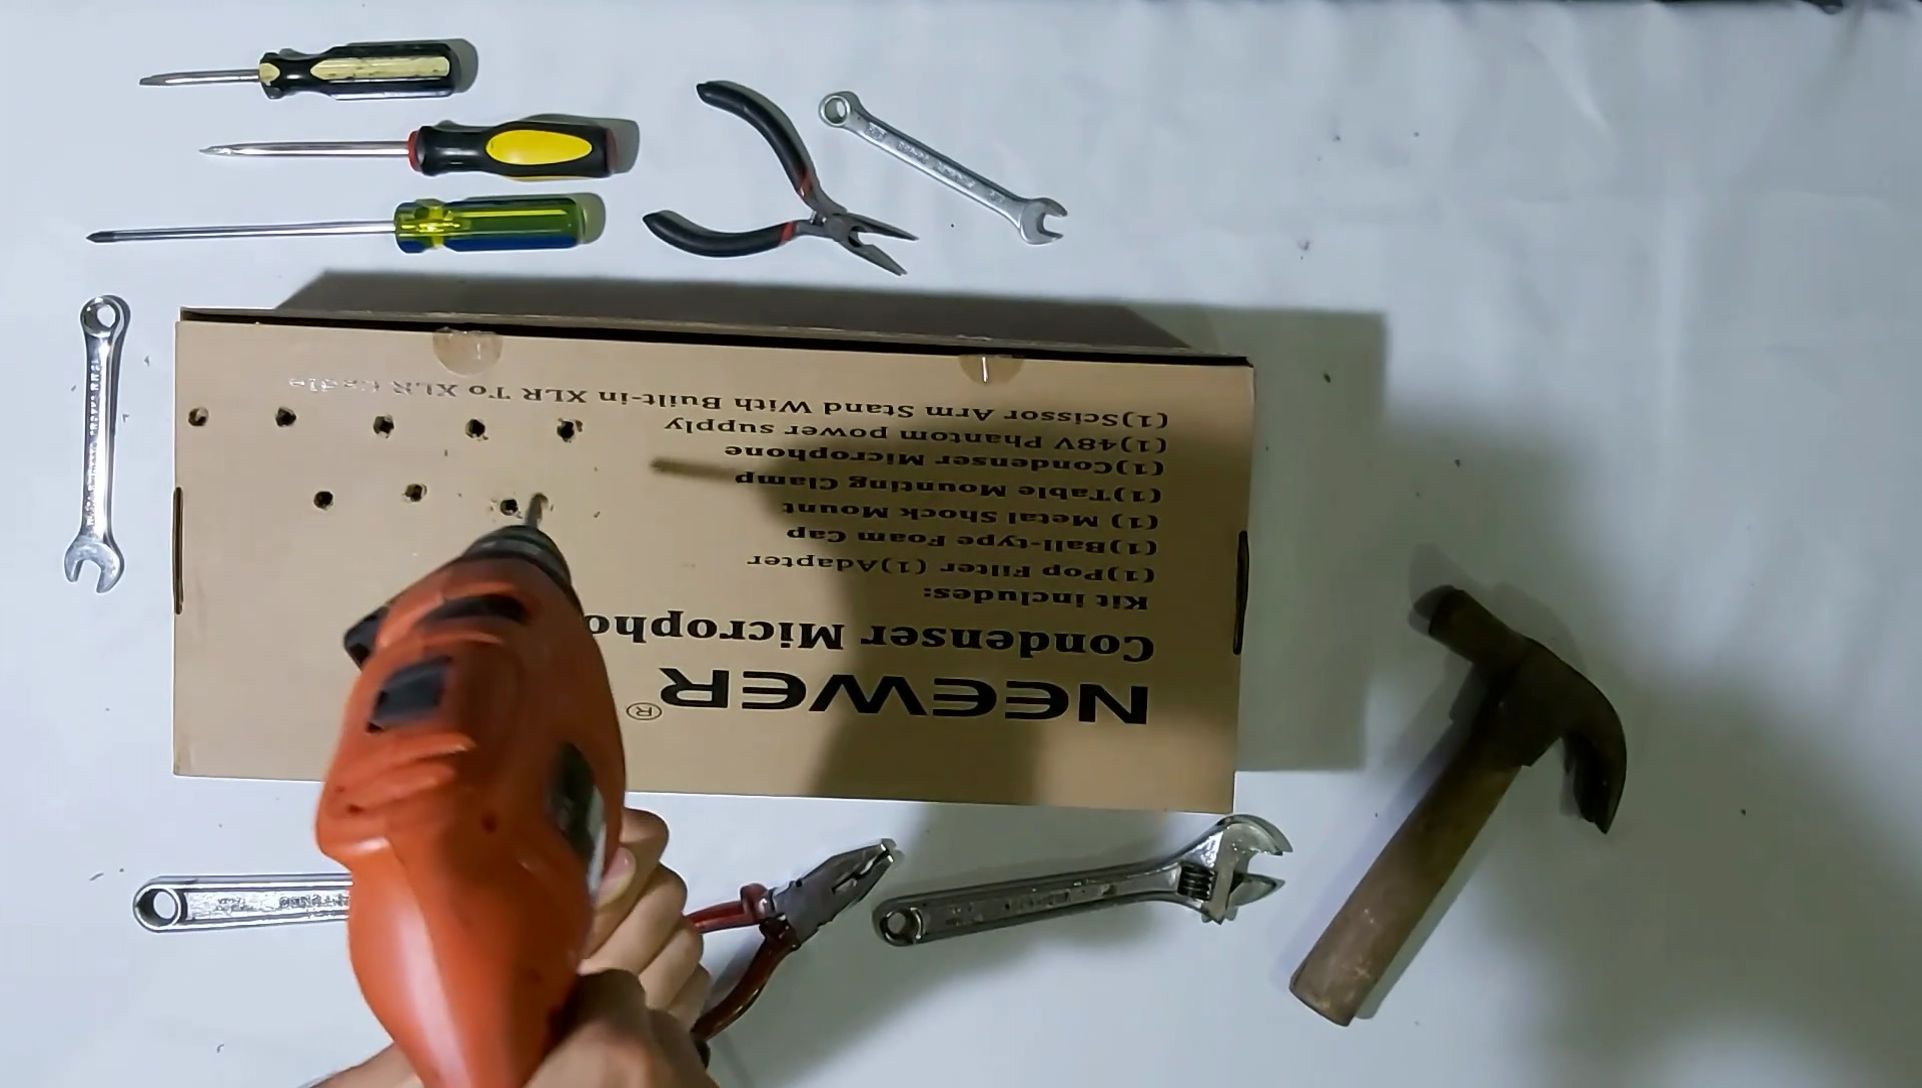 NEEWER®
Condenser Micropho
Kit includes:
(1)Pop Filter (1)Adapter
(1)Ball-type Foam Cap
(1) Metal Shock Mount
(1)Table Mounting Clamp
(1)Condenser Microphone
(1)48V Phantom power supply
(1)Scissor Arm Stand With Built-in XLR To XLR Cable